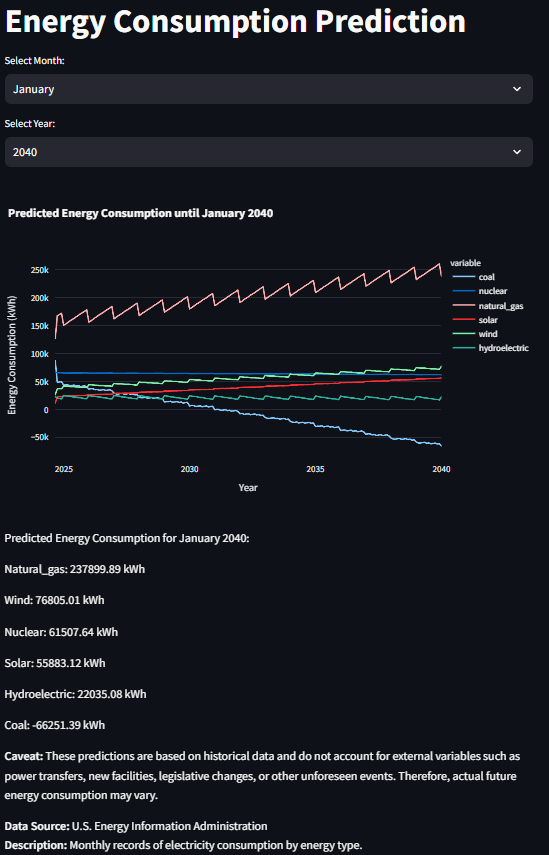 Energy Consumption Prediction
Select Month:
January
Select Year:
2040
Predicted Energy Consumption until January 2040
Energy Consumption (kWh)
250k
200k
150k
100k
50k
0
−50k
2025
2030
2035
2040
Year
variable
coal
nuclear
natural_gas
solar
wind
hydroelectric
Predicted Energy Consumption for January 2040:
Natural_gas: 237899.89 kWh
Wind: 76805.01 kWh
Nuclear: 61507.64 kWh
Solar: 55883.12 kWh
Hydroelectric: 22035.08 kWh
Coal: -66251.39 kWh
Caveat: These predictions are based on historical data and do not account for external variables such as
power transfers, new facilities, legislative changes, or other unforeseen events. Therefore, actual future
energy consumption may vary.
Data Source: U.S. Energy Information Administration
Description: Monthly records of electricity consumption by energy type.